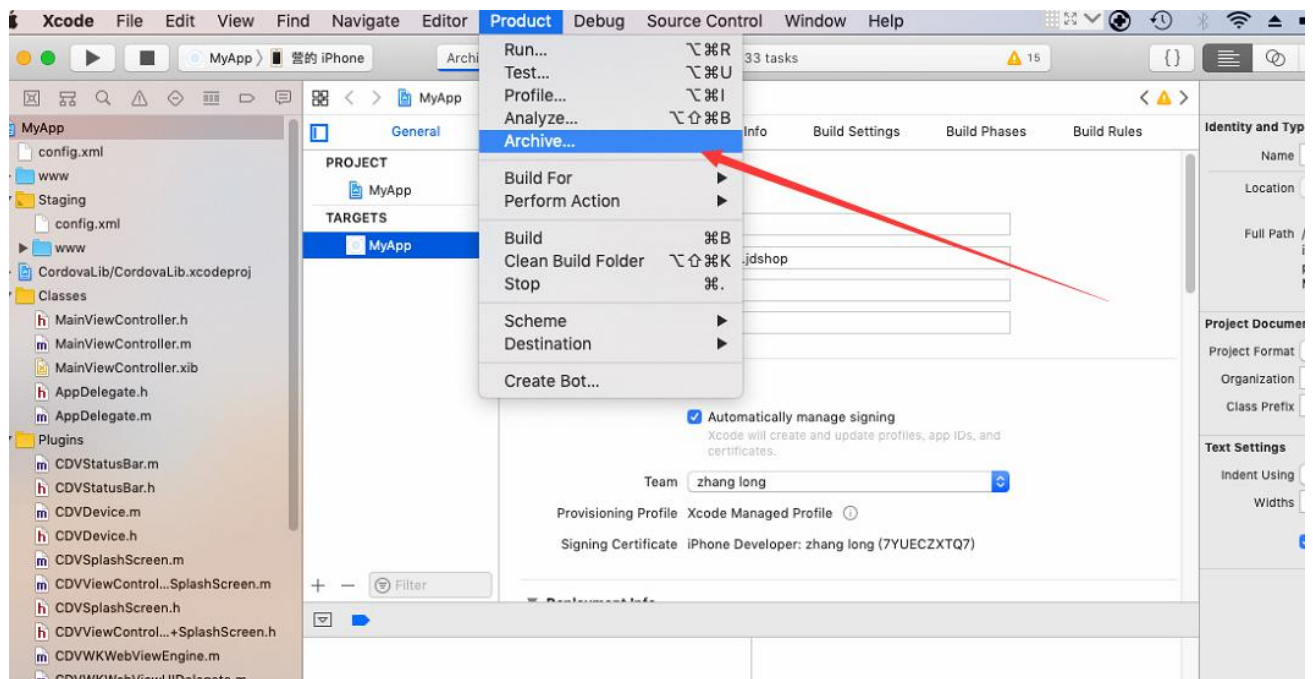 Xcode File Edit View Find Navigate Editor Product Debug Source Control Window Help
MyApp 〉 营的 iPhone
Archi
33 tasks
15
{}
MyApp
MyApp
config.xml
www
Staging
config.xml
www
CordovaLib/CordovaLib.xcodeproj
Classes
MainViewController.h
MainViewController.m
MainViewController.xib
AppDelegate.h
AppDelegate.m
Plugins
CDVStatusBar.m
CDVStatusBar.h
CDVDevice.m
CDVDevice.h
CDVSplashScreen.m
CDVViewControl...SplashScreen.m
CDVSplashScreen.h
CDVViewControl...+SplashScreen.h
CDVWKWebViewEngine.m
CDVWKWebViewUIDelegate.m
General
Info Build Settings Build Phases Build Rules
PROJECT
MyApp
TARGETS
MyApp
Filter
Run... ⌥⌘R
Test... ⌥⌘U
Profile... ⌥⌘I
Analyze... ⌥⇧⌘B
Archive...
Build For
Perform Action
Build ⌘B
Clean Build Folder ⌥⇧⌘K
Stop ⌘.
Scheme
Destination
Create Bot...
.jdshop
Automatically manage signing
Xcode will create and update profiles, app IDs, and
certificates.
Team zhang long
Provisioning Profile Xcode Managed Profile
Signing Certificate iPhone Developer: zhang long (7YUECZXTQ7)
Deployment Info
Identity and Typ
Name
Location
Full Path /
Project Documen
Project Format
Organization
Class Prefix
Text Settings
Indent Using
Widths